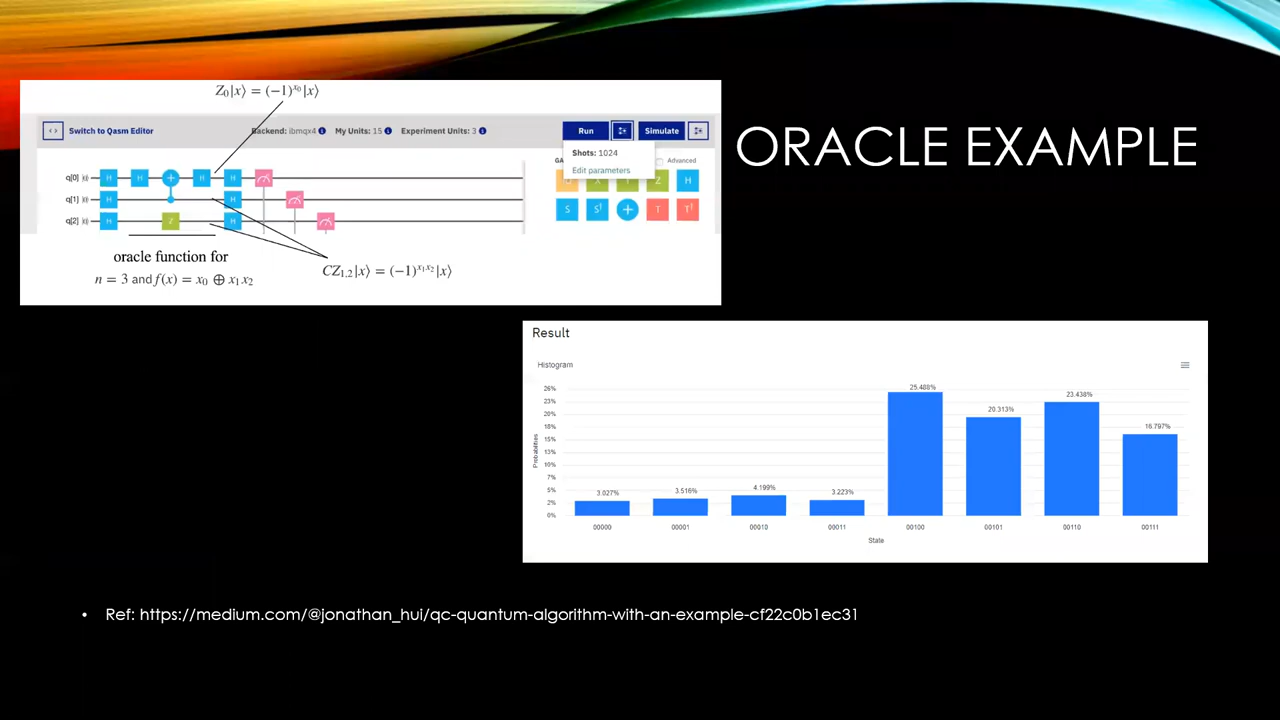 ORACLE EXAMPLE
Z₀|x⟩ = (−1)^x₀|x⟩
Switch to Qasm Editor Backend: ibmqx4 My Units: 15 Experiment Units: 3 Run Simulate
Shots: 1024
Edit parameters
GA Advanced
q[0] H H + H H X Y Z H
q[1] H H S S† + T T†
q[2] H Z H
oracle function for
n = 3 and f(x) = x₀ ⊕ x₁x₂
CZ₁,₂|x⟩ = (−1)^x₁x₂|x⟩
Result
Histogram
Probabilities
26%
23%
20%
18%
15%
13%
10%
7%
5%
2%
0%
3.027% 3.516% 4.199% 3.223% 25.488% 20.313% 23.438% 16.797%
00000 00001 00010 00011 00100 00101 00110 00111
State
• Ref: https://medium.com/@jonathan_hui/qc-quantum-algorithm-with-an-example-cf22c0b1ec31